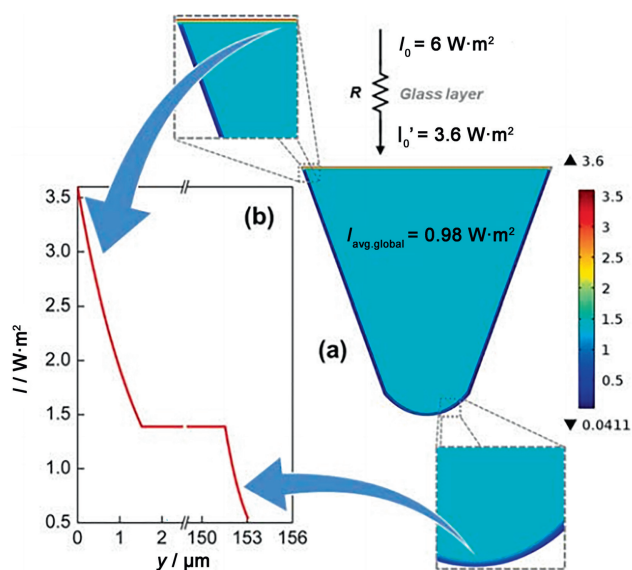 I₀ = 6 W·m²
R
Glass layer
I₀’ = 3.6 W·m²
▲ 3.6
3.5
3
2.5
2
1.5
1
0.5
▼ 0.0411
I_avg.global = 0.98 W·m²
(a)
(b)
3.5
3.0
2.5
2.0
1.5
1.0
0.5
I / W·m²
0 1 2 150 153 156
y / µm